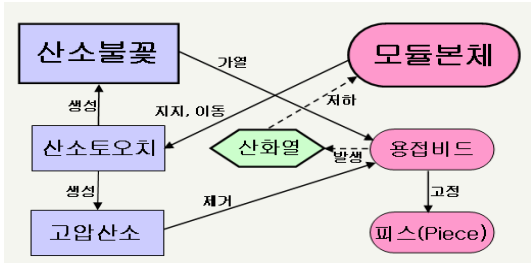 산소불꽃
모듈본체
가열
저하
생성
지지, 이동
산소토오치
산화열
발생
용접비드
생성
제거
고정
고압산소
피스(Piece)